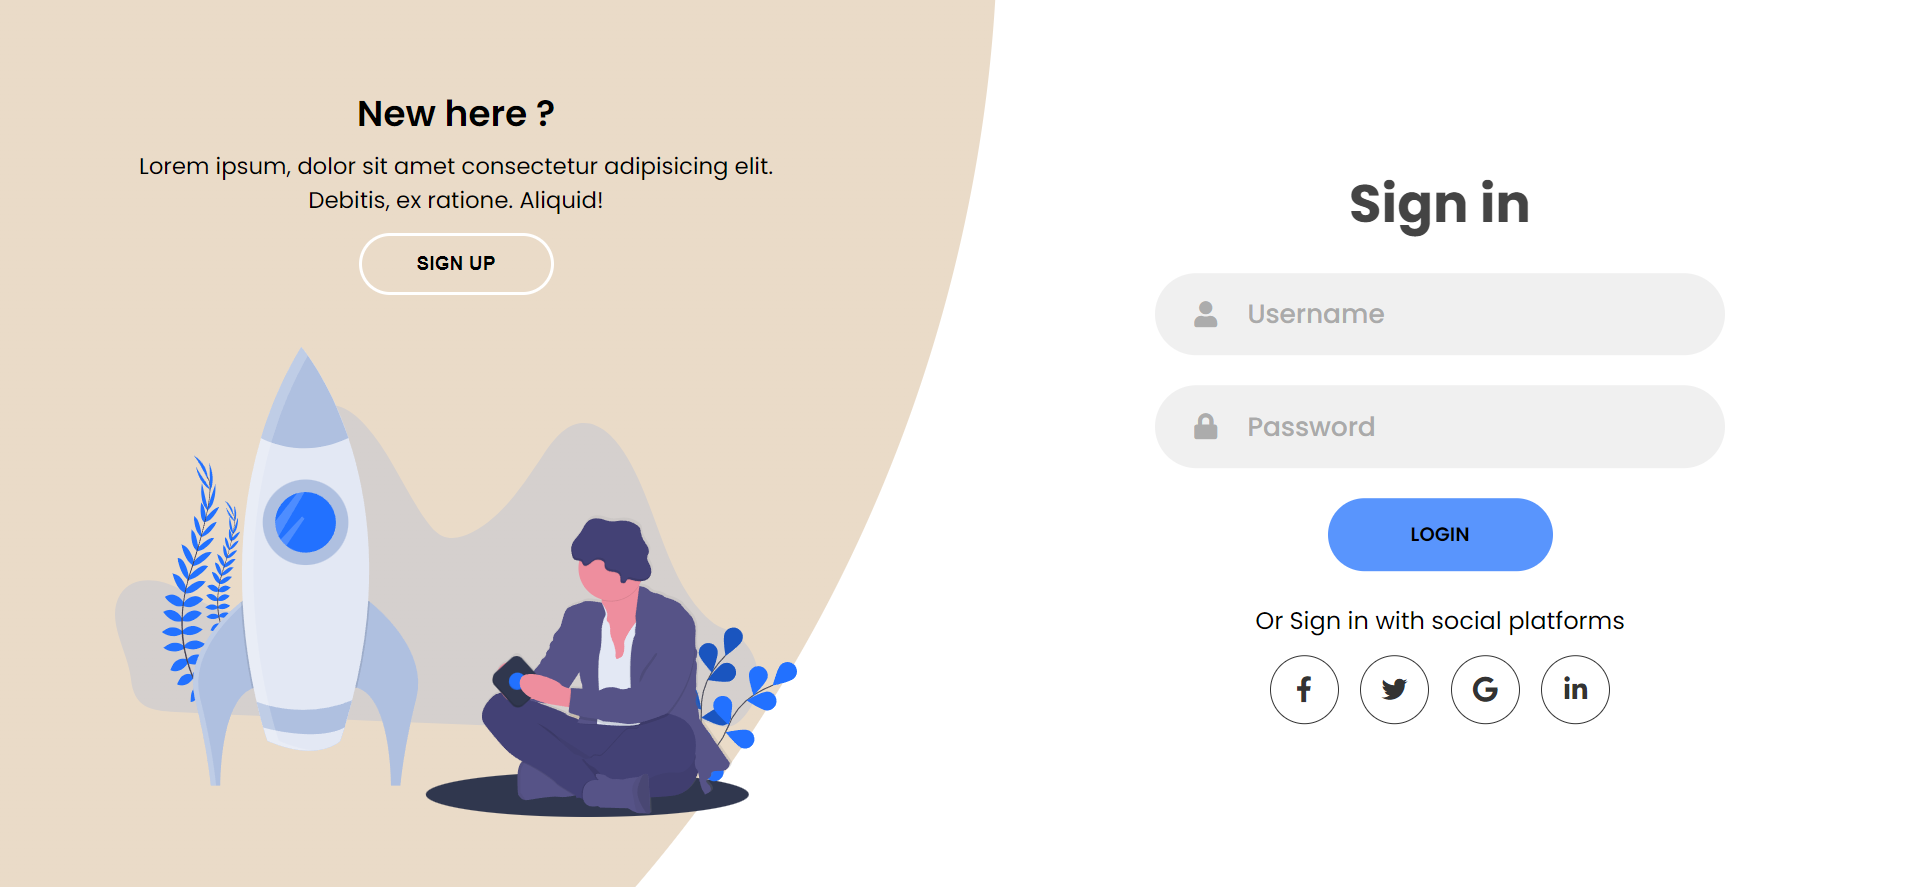 New here ?
Lorem ipsum, dolor sit amet consectetur adipisicing elit.
Debitis, ex ratione. Aliquid!
SIGN UP
Sign in
Username
Password
LOGIN
Or Sign in with social platforms